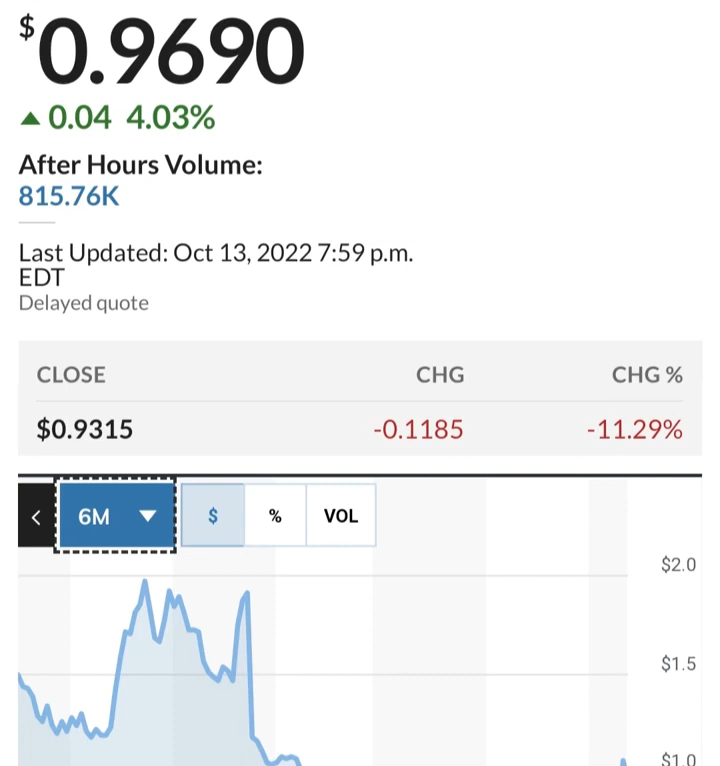 $0.9690
▲ 0.04 4.03%
After Hours Volume:
815.76K
Last Updated: Oct 13, 2022 7:59 p.m.
EDT
Delayed quote
CLOSE CHG CHG %
$0.9315 -0.1185 -11.29%
6M $ % VOL
$2.0
$1.5
$1.0